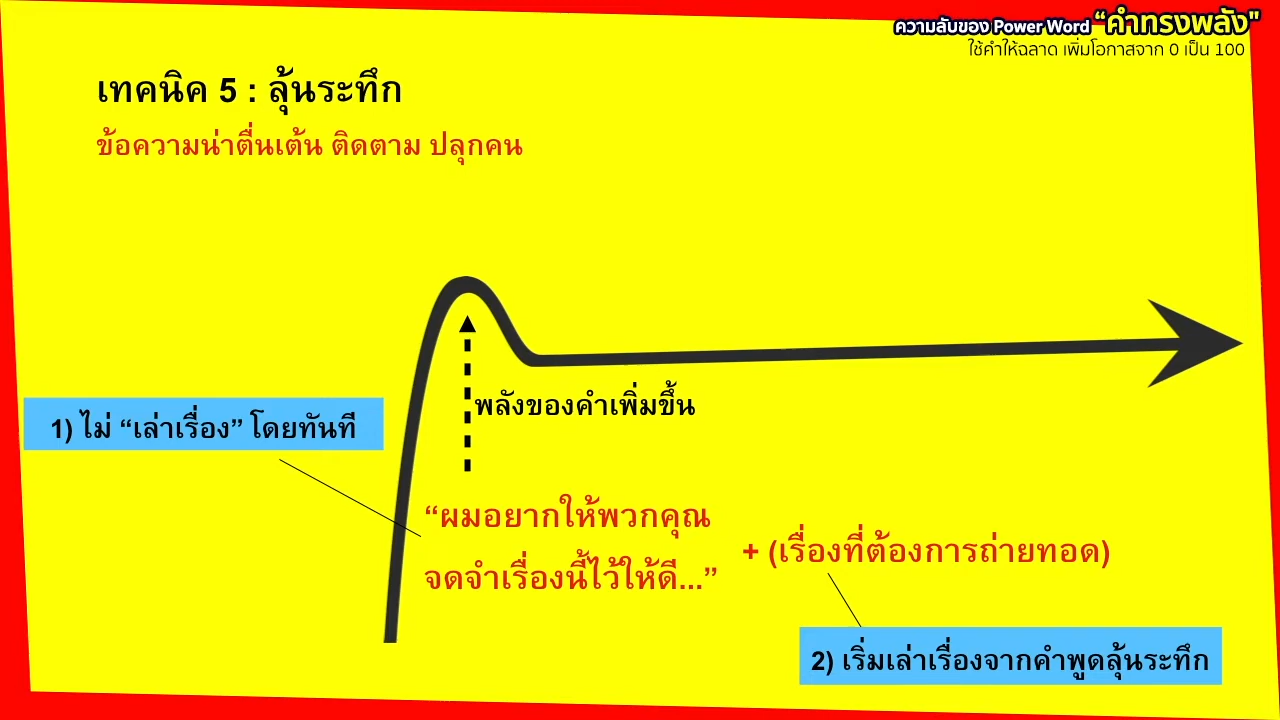 ความลับของ Power Word “คำทรงพลัง"
ใช้คำให้ฉลาด เพิ่มโอกาสจาก 0 เป็น 100
เทคนิค 5 : ลุ้นระทึก
ข้อความน่าตื่นเต้น ติดตาม ปลุกคน
พลังของคำเพิ่มขึ้น
1) ไม่ “เล่าเรื่อง” โดยทันที
“ผมอยากให้พวกคุณ
จดจำเรื่องนี้ไว้ให้ดี...”
+ (เรื่องที่ต้องการถ่ายทอด)
2) เริ่มเล่าเรื่องจากคำพูดลุ้นระทึก